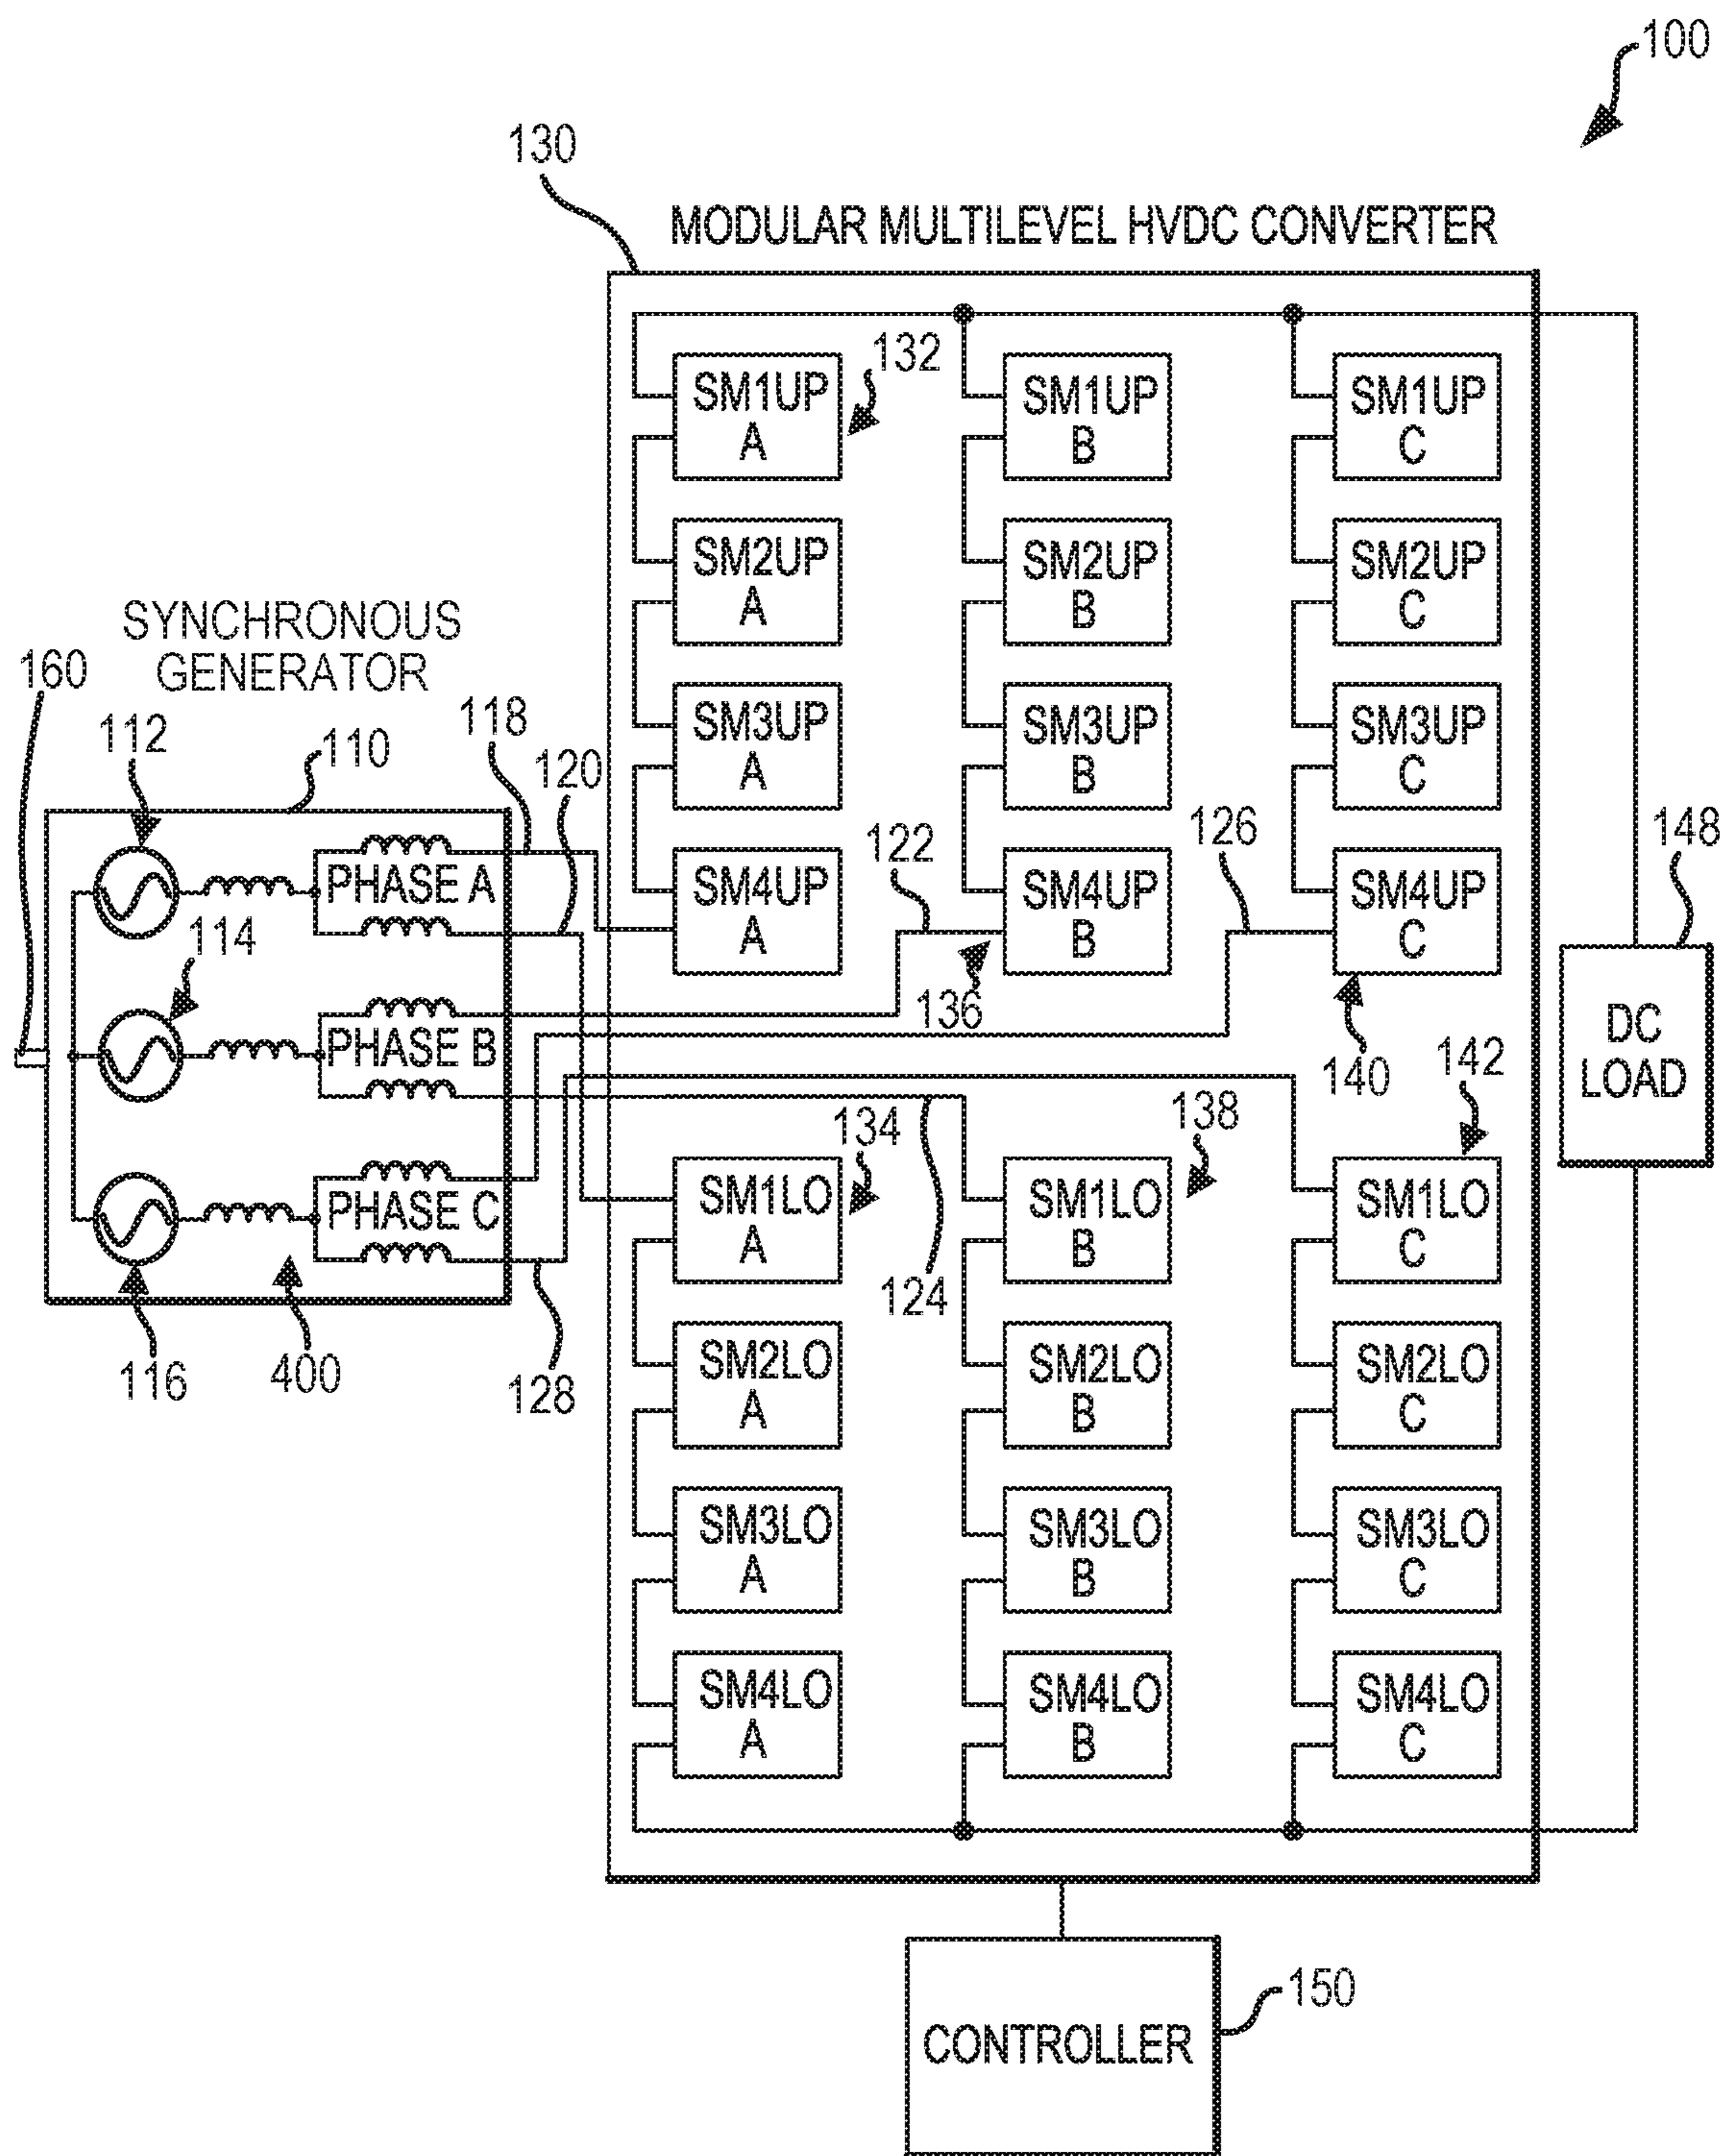 100
130
MODULAR MULTILEVEL HVDC CONVERTER
132
SM1UP
A
SM1UP
B
SM1UP
C
SM2UP
A
SM2UP
B
SM2UP
C
SYNCHRONOUS
GENERATOR
160
112
110
118
120
SM3UP
A
SM3UP
B
SM3UP
C
122
126
148
PHASE A
SM4UP
A
SM4UP
B
SM4UP
C
114
136
140
PHASE B
DC
LOAD
142
134
138
PHASE C
SM1LO
A
SM1LO
B
SM1LO
C
124
116
400
128
SM2LO
A
SM2LO
B
SM2LO
C
SM3LO
A
SM3LO
B
SM3LO
C
SM4LO
A
SM4LO
B
SM4LO
C
150
CONTROLLER